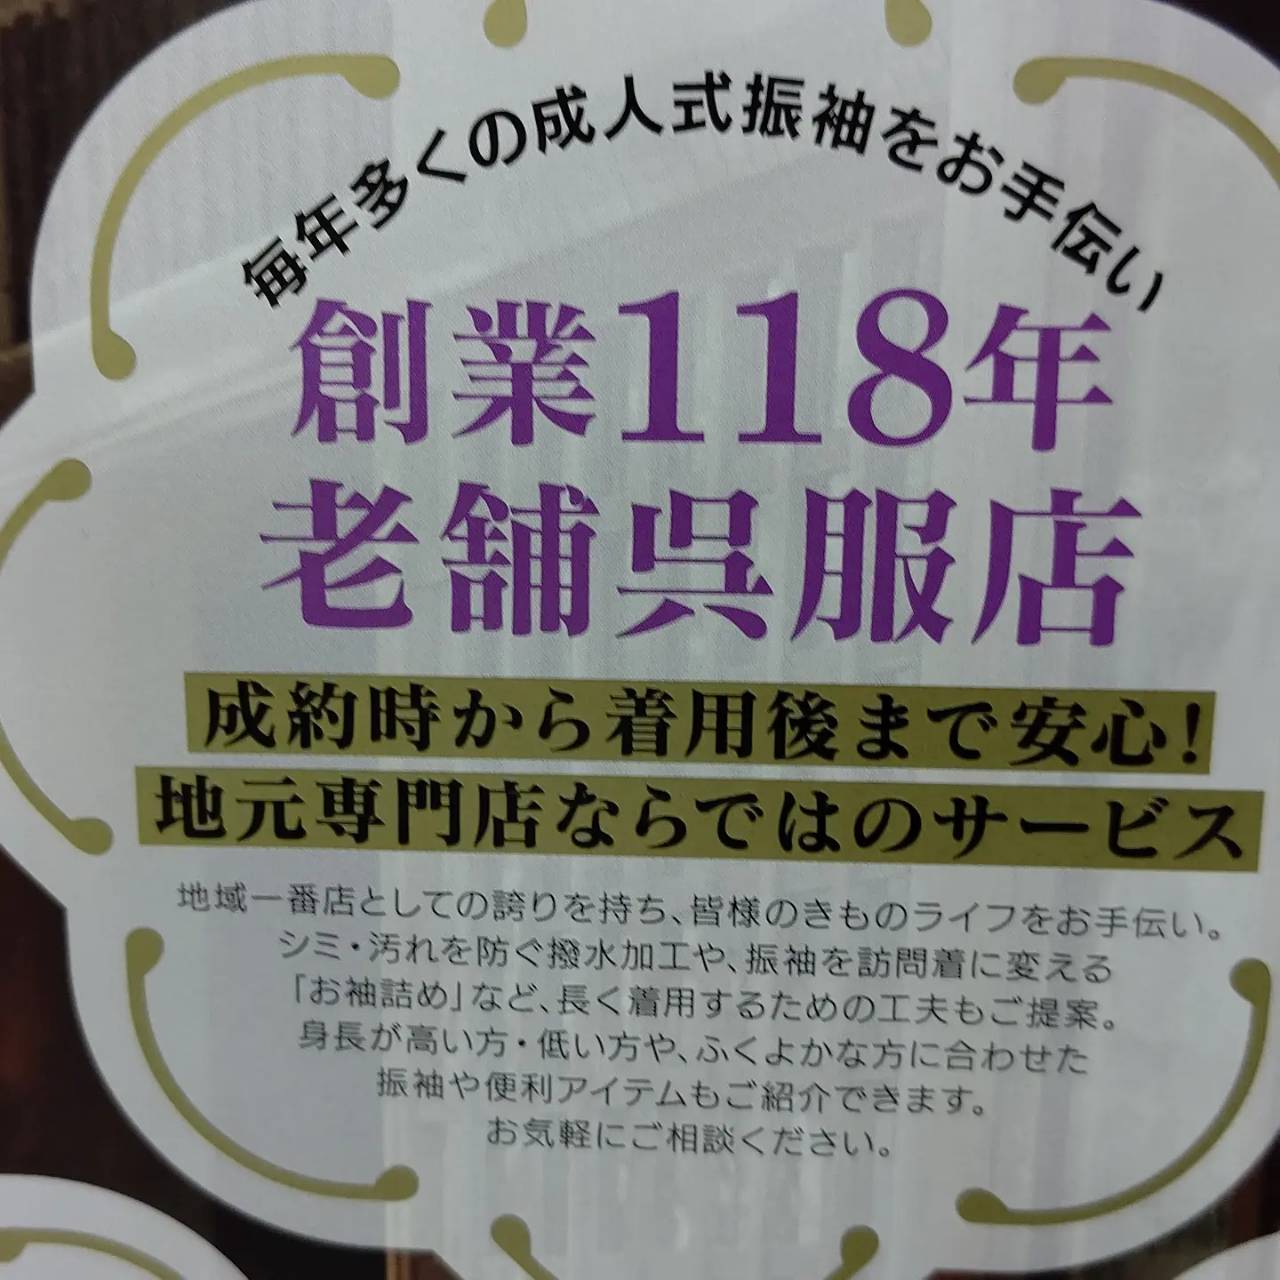 毎年多くの成人式振袖をお手伝い
創業118年
老舗呉服店
成約時から着用後まで安心!
地元専門店ならではのサービス
地域一番店としての誇りを持ち、皆様のきものライフをお手伝い。
シミ・汚れを防ぐ撥水加工や、振袖を訪問着に変える
「お袖詰め」など、長く着用するための工夫もご提案。
身長が高い方・低い方や、ふくよかな方に合わせた
振袖や便利アイテムもご紹介できます。
お気軽にご相談ください。